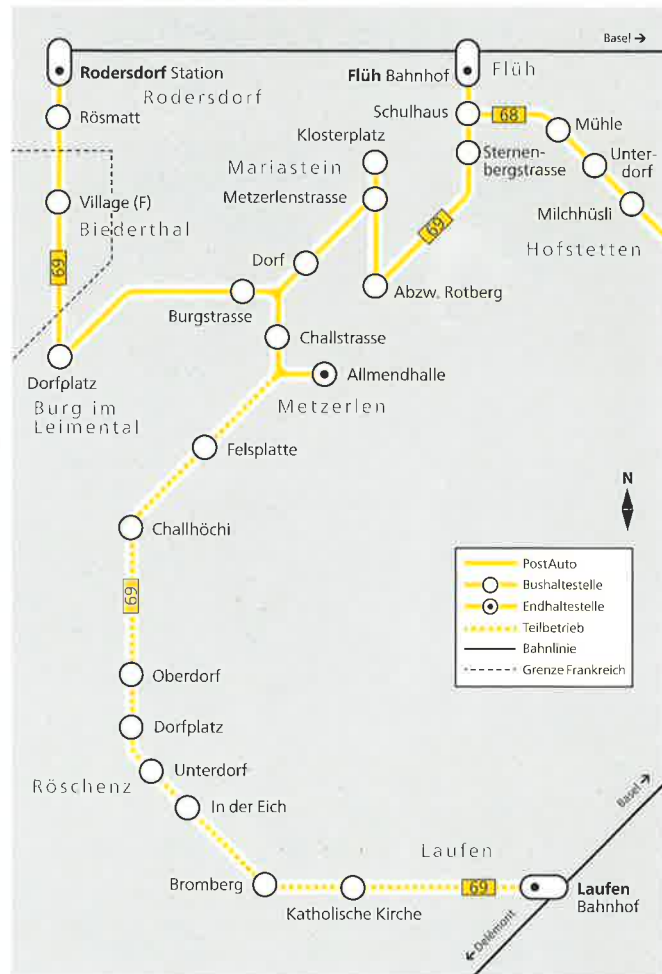 Basel →
Rodersdorf Station
Rodersdorf
Flüh Bahnhof
Flüh
Rösmatt
Schulhaus
68
Mühle
Klosterplatz
Sternen-
bergstrasse
Unter-
dorf
Mariastein
Metzerlenstrasse
Village (F)
Biederthal
Milchhüsli
69
Hofstetten
Dorf
69
Abzw. Rotberg
Burgstrasse
Challstrasse
Dorfplatz
Burg im
Leimental
Allmendhalle
Metzerlen
Felsplatte
N
Challhöchi
PostAuto
Bushaltestelle
Endhaltestelle
Teilbetrieb
Bahnlinie
Grenze Frankreich
69
Oberdorf
Dorfplatz
Unterdorf
Röschenz
In der Eich
Basel →
Laufen
Bromberg
Katholische Kirche
69
Laufen
Bahnhof
← Delémont